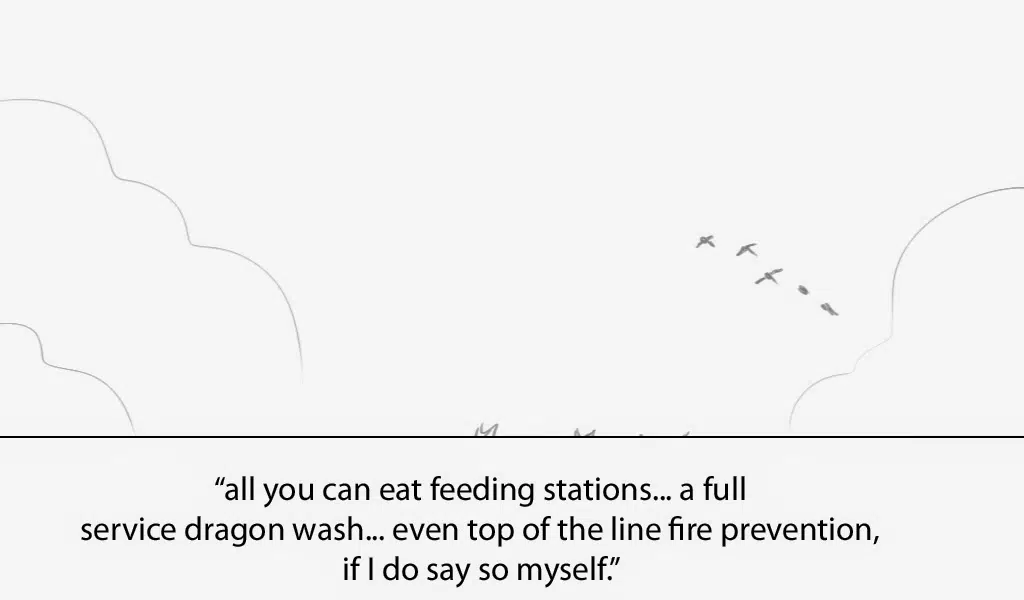 “all you can eat feeding stations... a full
service dragon wash... even top of the line fire prevention,
if I do say so myself.”